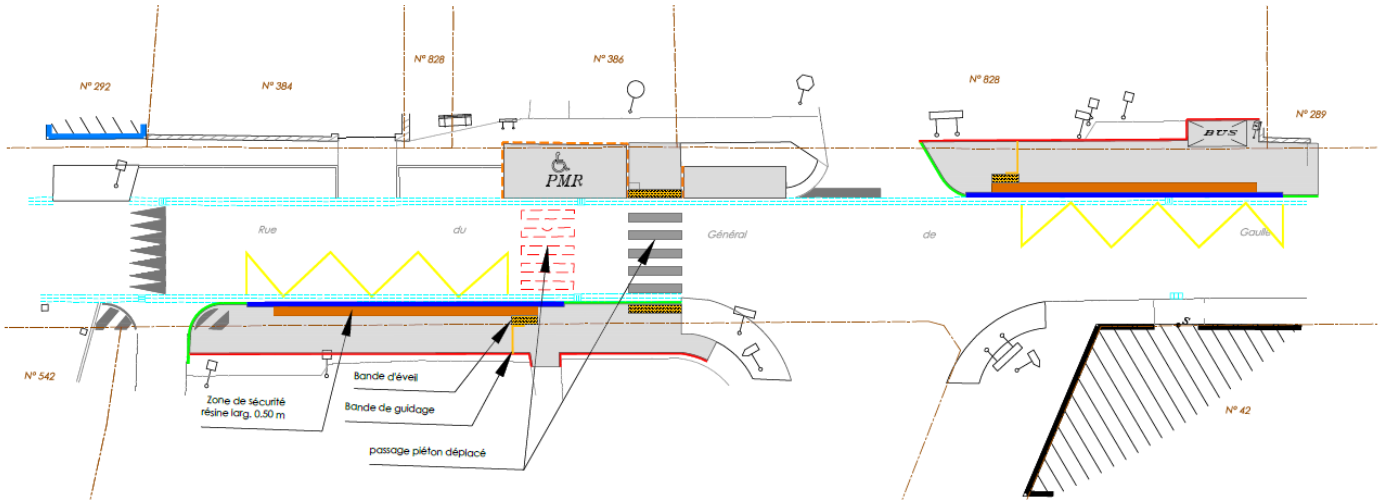 N° 828
N° 386
N° 292
N° 384
N° 828
N° 289
BUS
PMR
Rue du Général de Gaulle
N° 542
Bande d'éveil
Zone de sécurité
résine larg. 0.50 m
Bande de guidage
N° 42
passage piéton déplacé